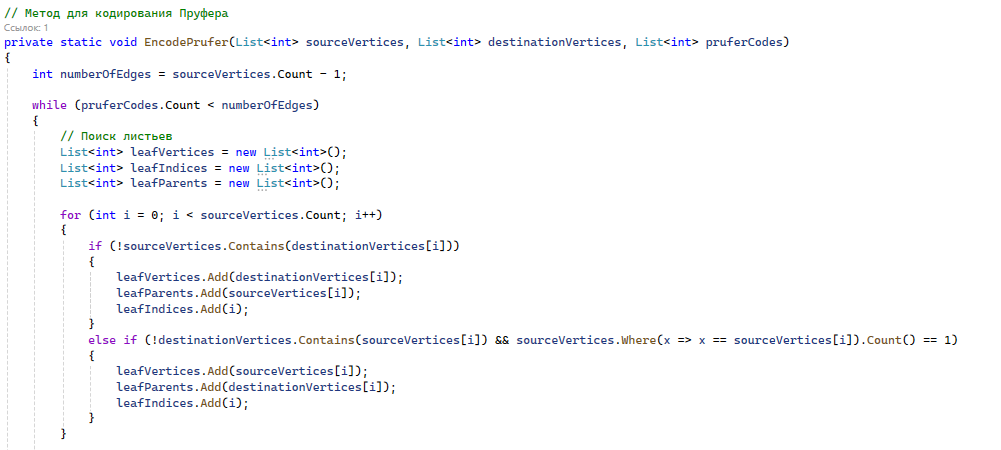 // Метод для кодирования Пруфера
Ссылок: 1
private static void EncodePrufer(List<int> sourceVertices, List<int> destinationVertices, List<int> pruferCodes)
{
int numberOfEdges = sourceVertices.Count - 1;
while (pruferCodes.Count < numberOfEdges)
{
// Поиск листьев
List<int> leafVertices = new List<int>();
List<int> leafIndices = new List<int>();
List<int> leafParents = new List<int>();
for (int i = 0; i < sourceVertices.Count; i++)
{
if (!sourceVertices.Contains(destinationVertices[i]))
{
leafVertices.Add(destinationVertices[i]);
leafParents.Add(sourceVertices[i]);
leafIndices.Add(i);
}
else if (!destinationVertices.Contains(sourceVertices[i]) && sourceVertices.Where(x => x == sourceVertices[i]).Count() == 1)
{
leafVertices.Add(sourceVertices[i]);
leafParents.Add(destinationVertices[i]);
leafIndices.Add(i);
}
}